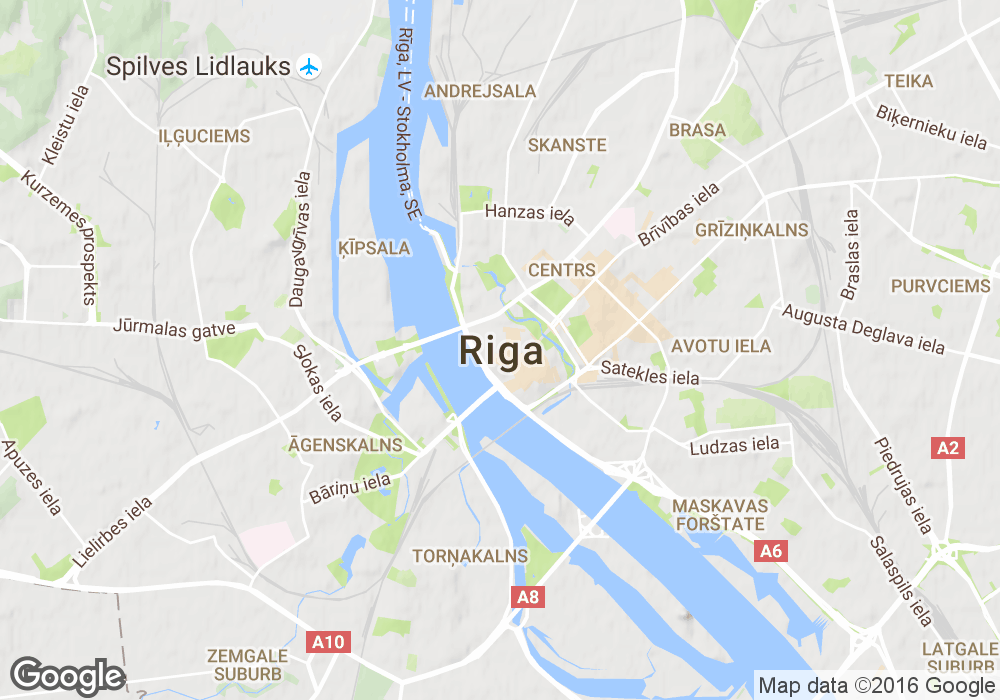 Rīga, LV - Stokholma, SE
Spilves Lidlauks
ANDREJSALA
TEIKA
Kleistu iela
IĻĢUCIEMS
SKANSTE
BRASA
Biķernieku iela
Kurzemes prospekts
Daugavgrīvas iela
Hanzas iela
Brīvības iela
GRĪZIŅKALNS
Braslas iela
ĶĪPSALA
CENTRS
PURVCIEMS
Jūrmalas gatve
Augusta Deglava iela
Riga
AVOTU IELA
Sļokas iela
Satekles iela
Apuzes iela
ĀGENSKALNS
Ludzas iela
A2
Piedrujas iela
Bāriņu iela
Lielirbes iela
MASKAVAS
FORŠTATE
A6
Salaspils iela
TORŅAKALNS
A8
A10
ZEMGALE
SUBURB
LATGALE
SUBURB
Google
Map data ©2016 Google